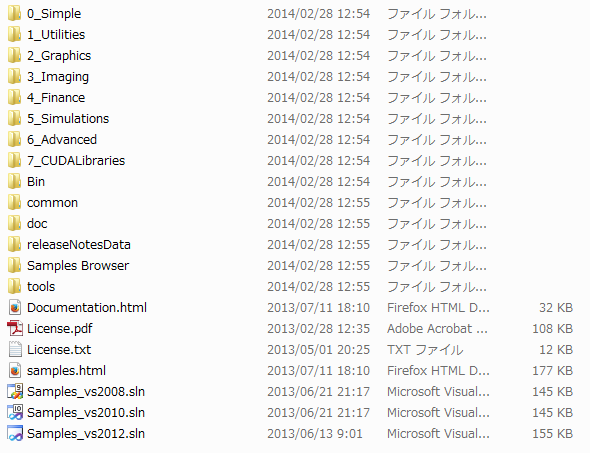 0_Simple 2014/02/28 12:54 ファイル フォル...
1_Utilities 2014/02/28 12:54 ファイル フォル...
2_Graphics 2014/02/28 12:54 ファイル フォル...
3_Imaging 2014/02/28 12:54 ファイル フォル...
4_Finance 2014/02/28 12:54 ファイル フォル...
5_Simulations 2014/02/28 12:54 ファイル フォル...
6_Advanced 2014/02/28 12:54 ファイル フォル...
7_CUDALibraries 2014/02/28 12:54 ファイル フォル...
Bin 2014/02/28 12:54 ファイル フォル...
common 2014/02/28 12:55 ファイル フォル...
doc 2014/02/28 12:55 ファイル フォル...
releaseNotesData 2014/02/28 12:55 ファイル フォル...
Samples Browser 2014/02/28 12:55 ファイル フォル...
tools 2014/02/28 12:55 ファイル フォル...
Documentation.html 2013/07/11 18:10 Firefox HTML D... 32 KB
License.pdf 2013/02/28 12:35 Adobe Acrobat ... 108 KB
License.txt 2013/05/01 20:25 TXT ファイル 12 KB
samples.html 2013/07/11 18:10 Firefox HTML D... 177 KB
Samples_vs2008.sln 2013/06/21 21:17 Microsoft Visual... 145 KB
Samples_vs2010.sln 2013/06/21 21:17 Microsoft Visual... 145 KB
Samples_vs2012.sln 2013/06/13 9:01 Microsoft Visual... 155 KB